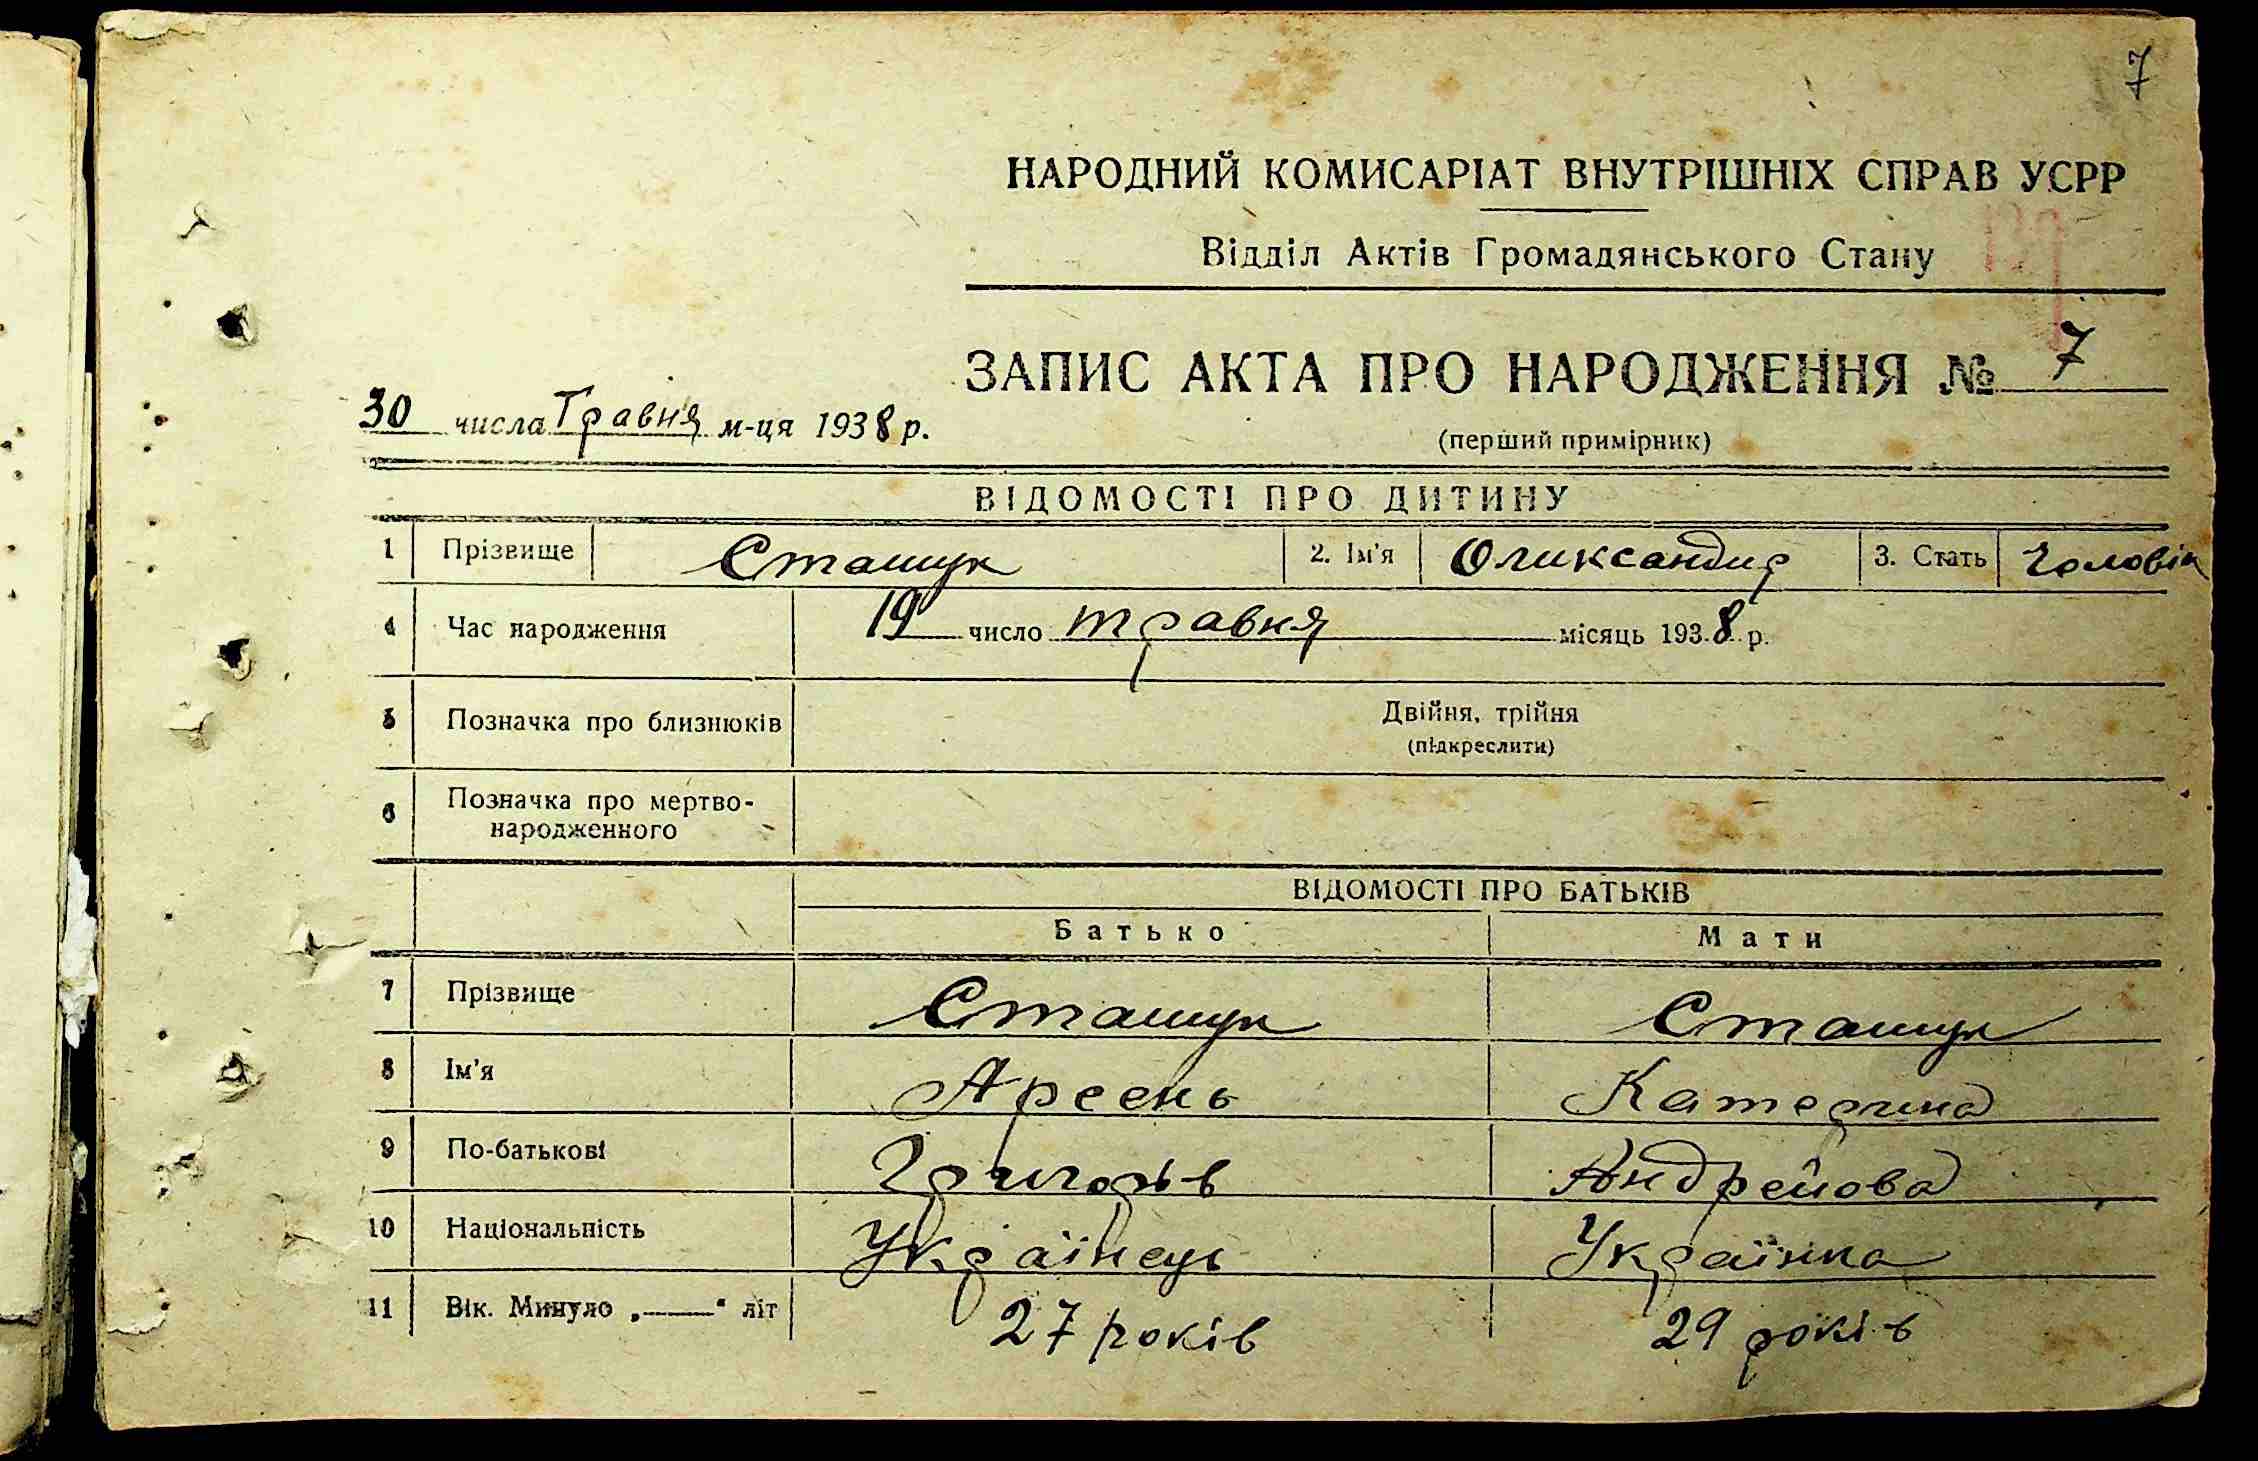 7
НАРОДНИЙ КОМИСАРІАТ ВНУТРІШНІХ СПРАВ УСРР
Відділ Актів Громадянського Стану
ЗАПИС АКТА ПРО НАРОДЖЕННЯ № 7
30 числа Травня м-ця 1938 р.
(перший примірник)
ВІДОМОСТІ ПРО ДИТИНУ
1 Прізвище Сташук 2. Ім'я Олександир 3. Стать Чоловік
4 Час народження 19 число травня місяць 1938 р.
5 Позначка про близнюків Двійня, трійня
(підкреслити)
6 Позначка про мертво-
народженного
ВІДОМОСТІ ПРО БАТЬКІВ
Батько Мати
7 Прізвище Сташук Сташук
8 Ім'я Арсень Катерина
9 По-батькові Григорів Андрейова
10 Національність Українець Українка
11 Вік. Минуло „——“ літ 27 років 29 років